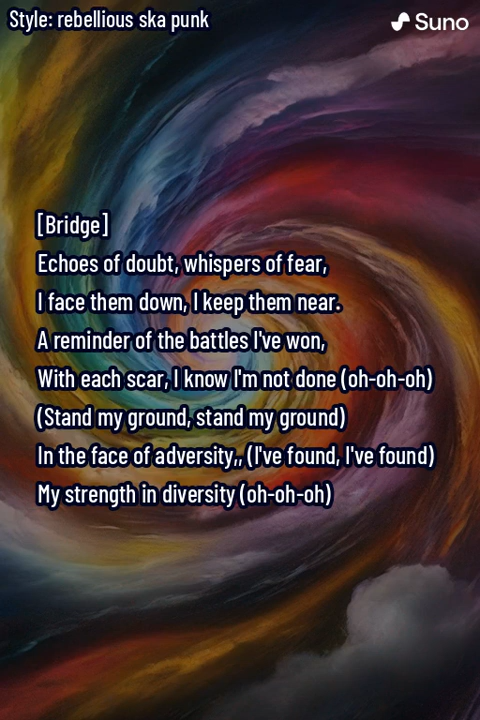 Style: rebellious ska punk
Suno
[Bridge]
Echoes of doubt, whispers of fear,
I face them down, I keep them near.
A reminder of the battles I've won,
With each scar, I know I'm not done (oh-oh-oh)
(Stand my ground, stand my ground)
In the face of adversity,, (I've found, I've found)
My strength in diversity (oh-oh-oh)